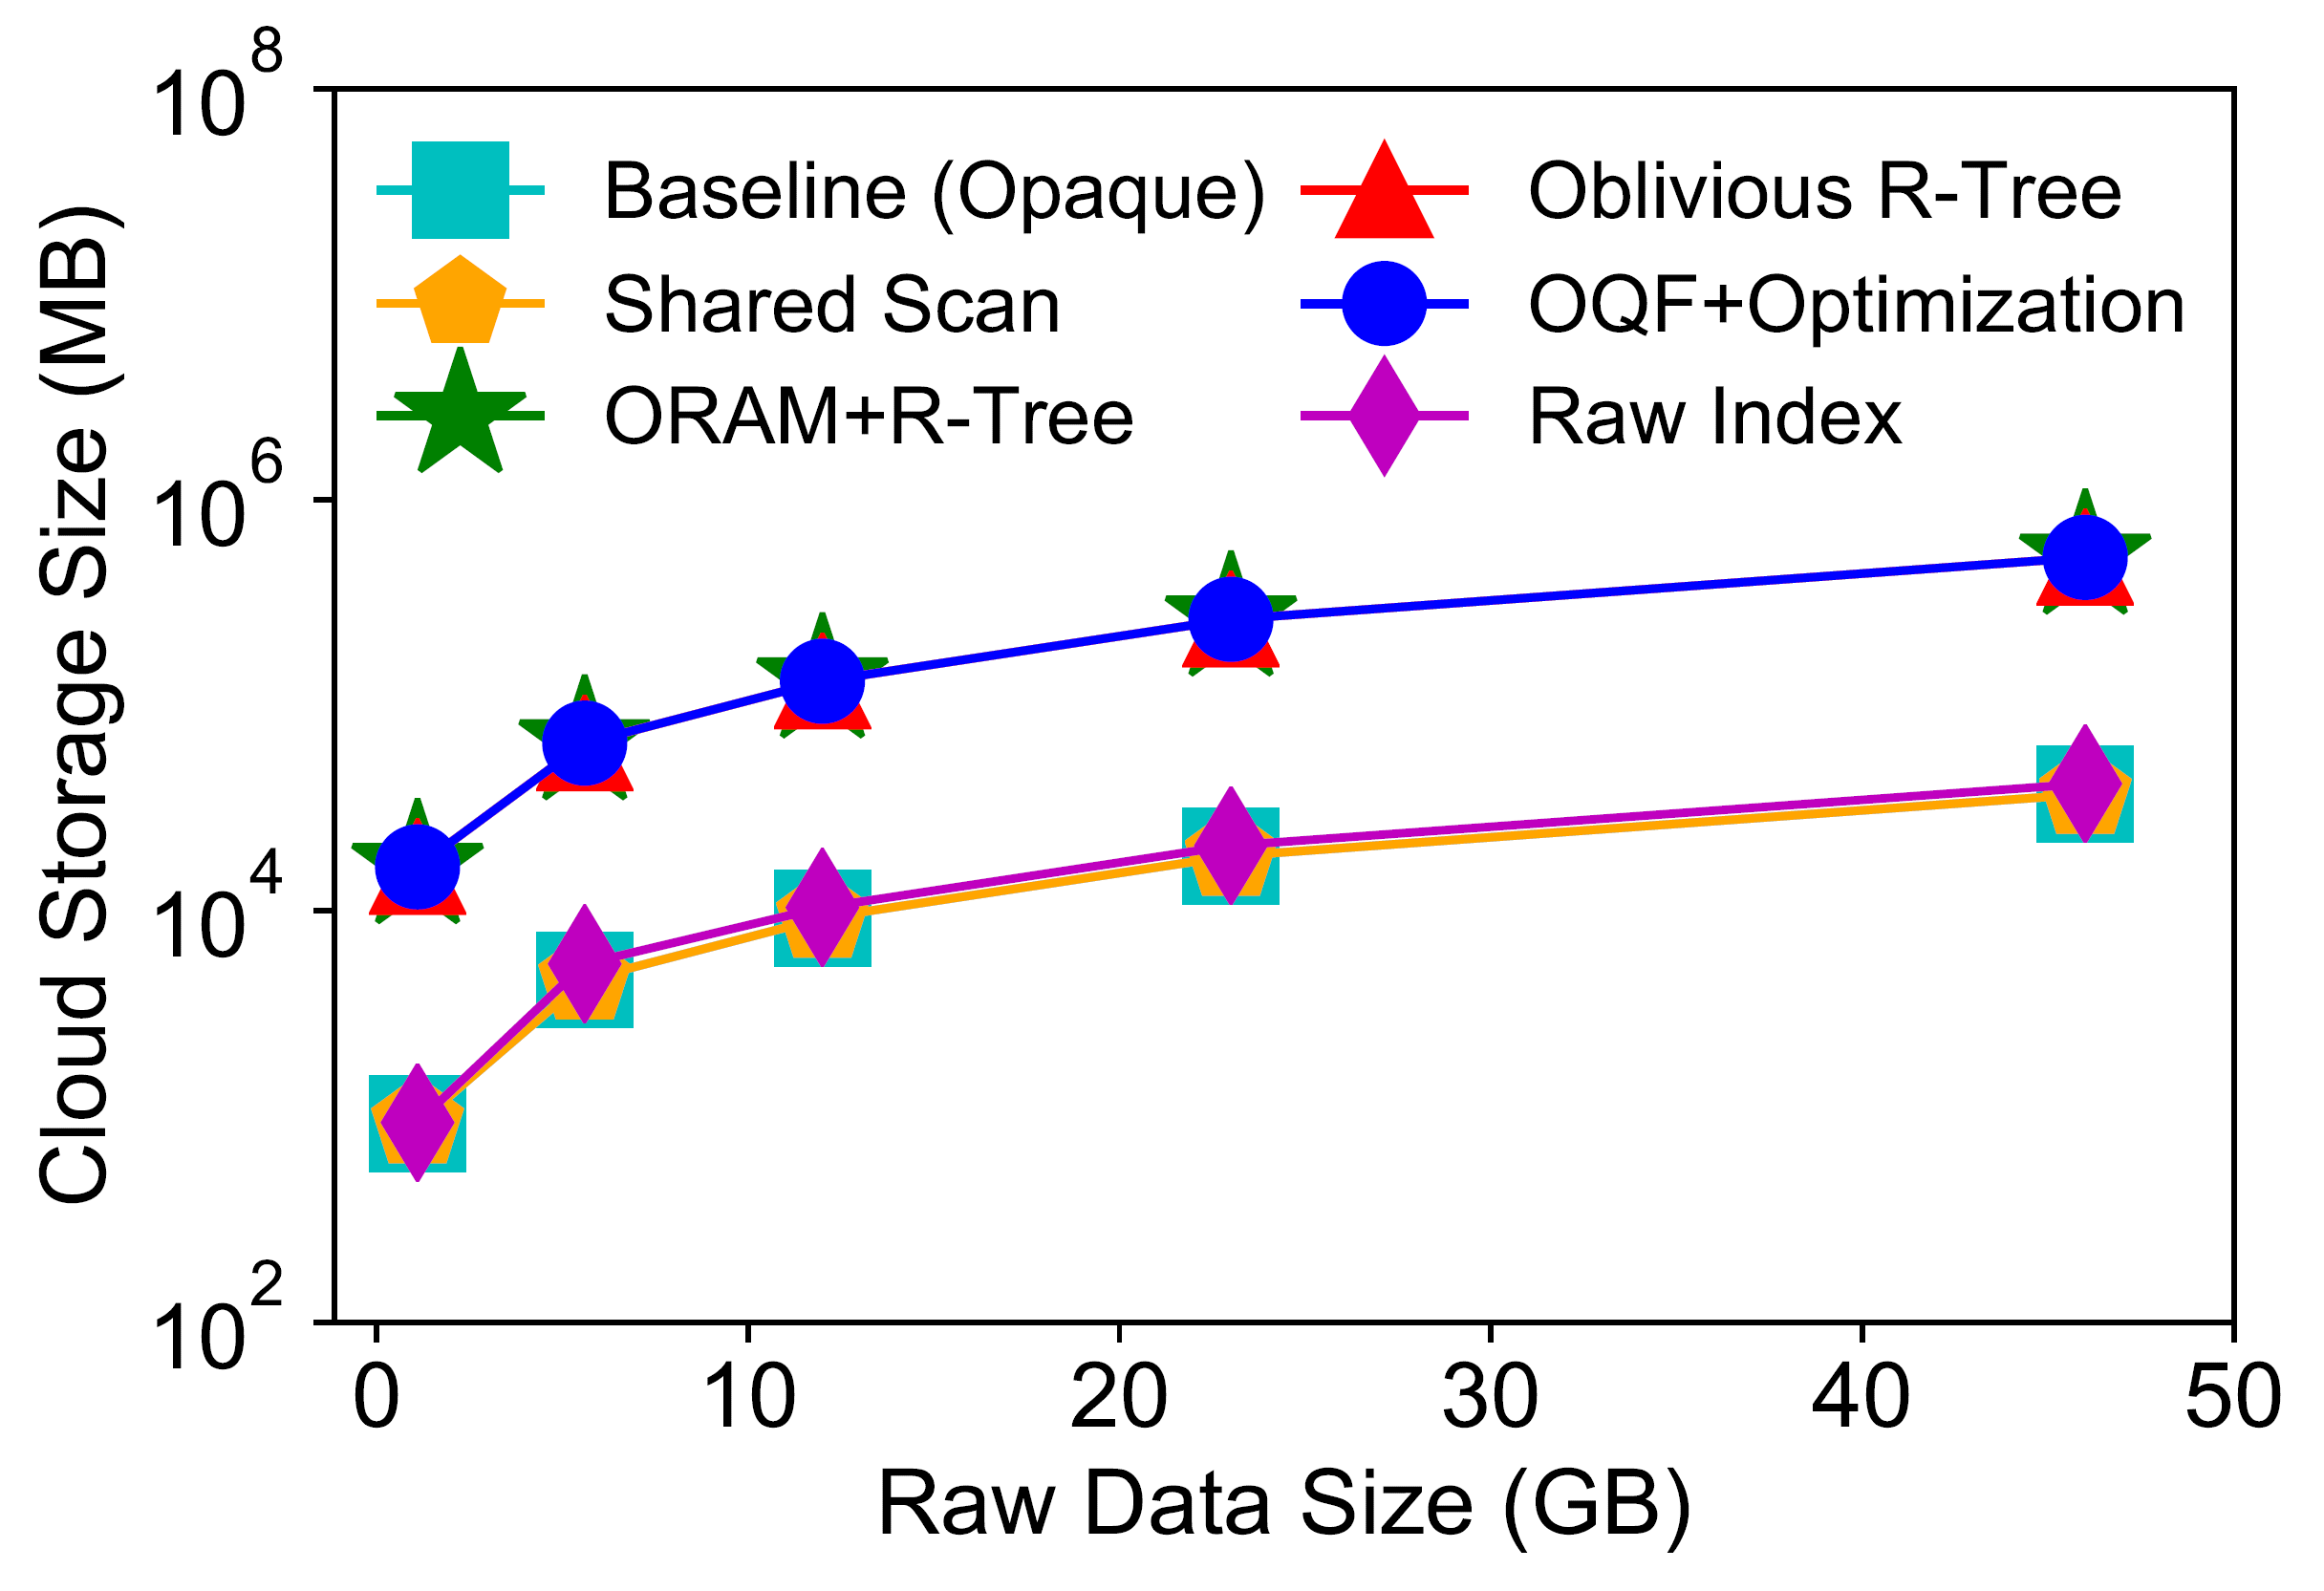 10^8
10^6
10^4
10^2
Cloud Storage Size (MB)
Baseline (Opaque)
Shared Scan
ORAM+R-Tree
Oblivious R-Tree
OQF+Optimization
Raw Index
0 10 20 30 40 50
Raw Data Size (GB)